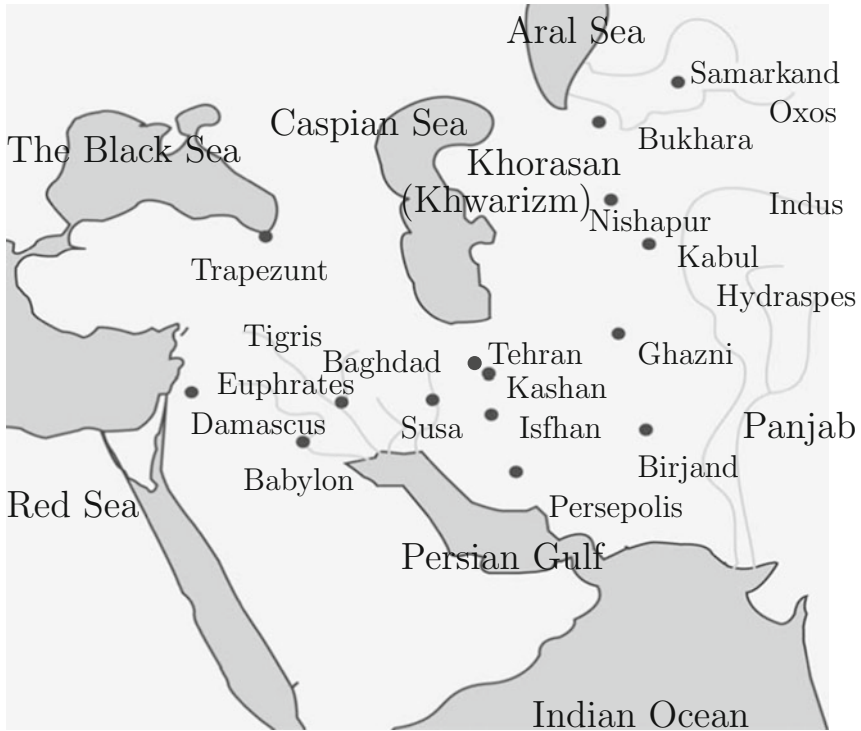 Aral Sea
Samarkand
Oxos
Caspian Sea
Bukhara
The Black Sea
Khorasan
(Khwarizm)
Nishapur
Indus
Kabul
Trapezunt
Hydraspes
Tigris
Baghdad
Tehran
Ghazni
Euphrates
Kashan
Damascus
Susa
Isfhan
Panjab
Babylon
Birjand
Red Sea
Persepolis
Persian Gulf
Indian Ocean